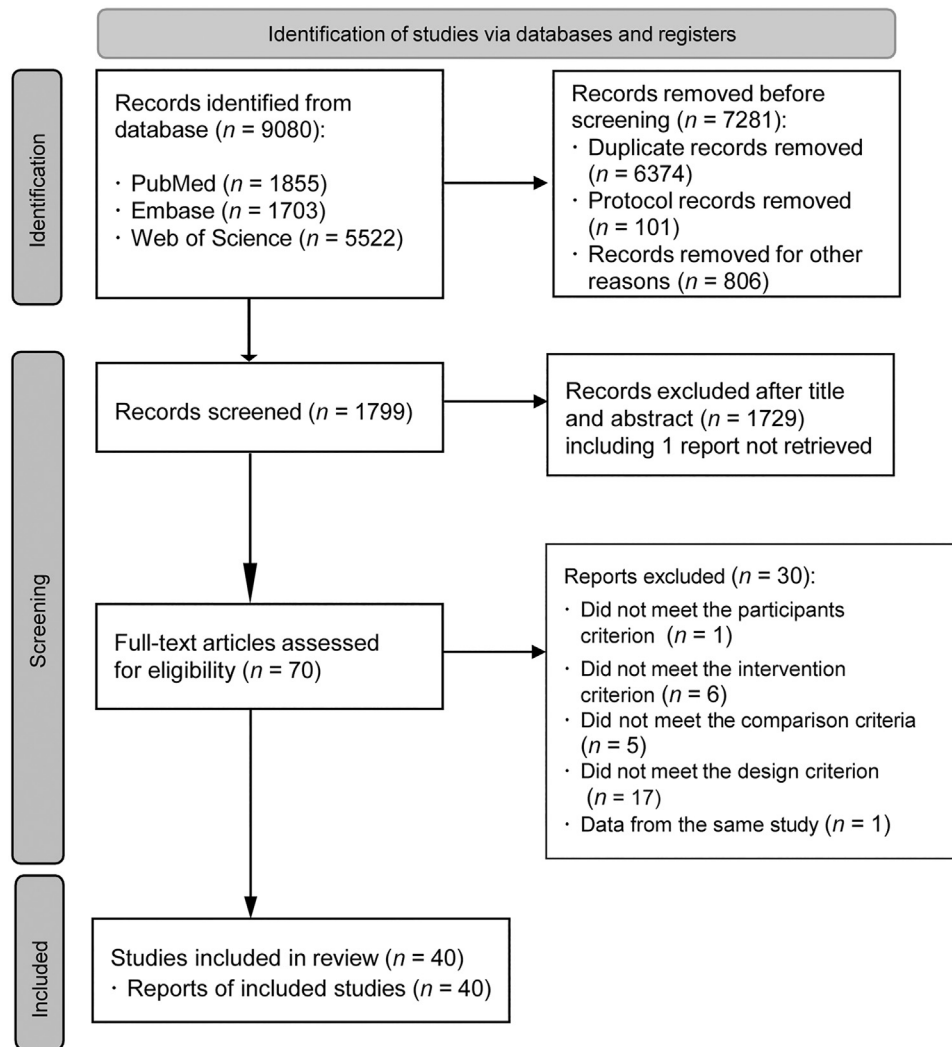 Identification of studies via databases and registers
Identification
Records identified from
database (n = 9080):
· PubMed (n = 1855)
· Embase (n = 1703)
· Web of Science (n = 5522)
Records removed before
screening (n = 7281):
· Duplicate records removed
(n = 6374)
· Protocol records removed
(n = 101)
· Records removed for other
reasons (n = 806)
Screening
Records screened (n = 1799)
Records excluded after title
and abstract (n = 1729)
including 1 report not retrieved
Full-text articles assessed
for eligibility (n = 70)
Reports excluded (n = 30):
· Did not meet the participants
criterion (n = 1)
· Did not meet the intervention
criterion (n = 6)
· Did not meet the comparison criteria
(n = 5)
· Did not meet the design criterion
(n = 17)
· Data from the same study (n = 1)
Included
Studies included in review (n = 40)
· Reports of included studies (n = 40)